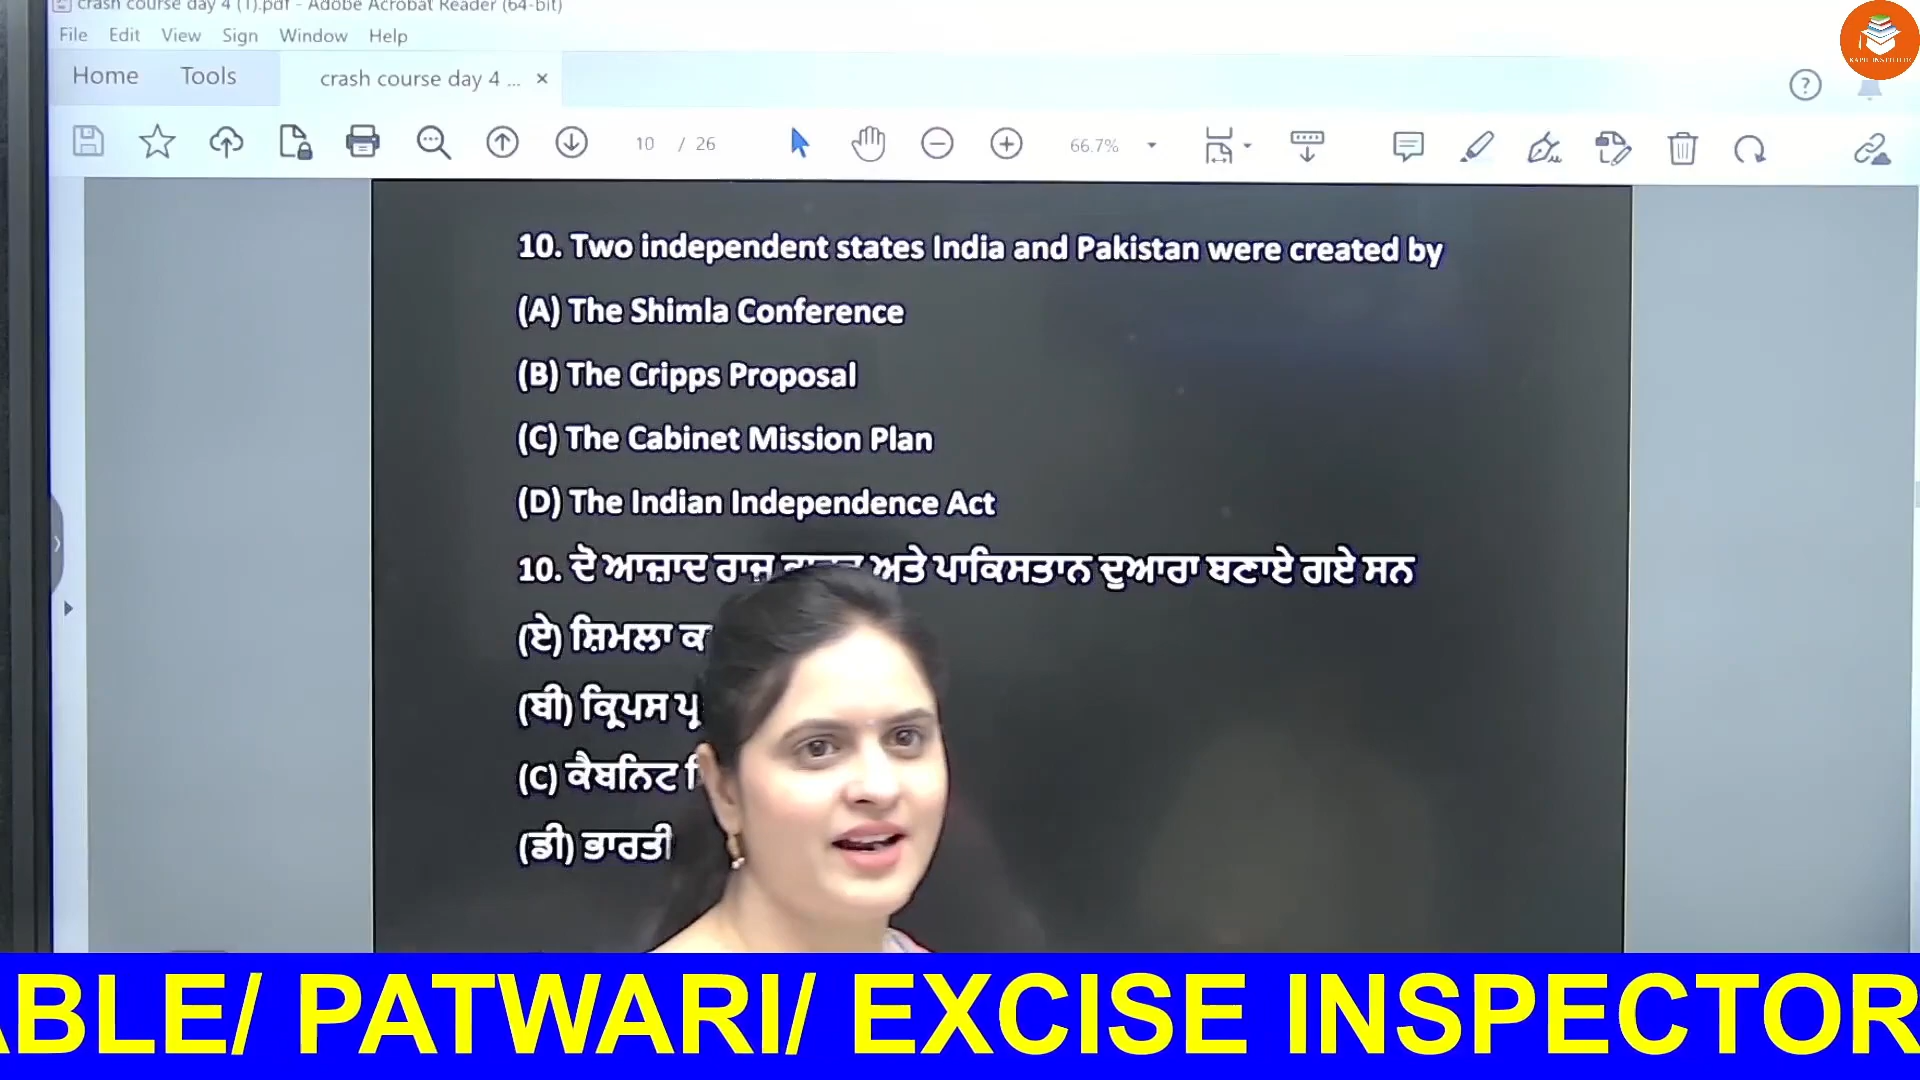 crash course day 4 (1).pdf - Adobe Acrobat Reader (64-bit)
File Edit View Sign Window Help
Home Tools crash course day 4 ...
10 / 26 66.7%
10. Two independent states India and Pakistan were created by
(A) The Shimla Conference
(B) The Cripps Proposal
(C) The Cabinet Mission Plan
(D) The Indian Independence Act
10. ਦੋ ਆਜ਼ਾਦ ਰਾਜ ਅਤੇ ਪਾਕਿਸਤਾਨ ਦੁਆਰਾ ਬਣਾਏ ਗਏ ਸਨ
(ਏ) ਸ਼ਿਮਲਾ
(ਬੀ) ਕ੍ਰਿਪਸ
(C) ਕੈਬਨਿਟ
(ਡੀ) ਭਾਰਤੀ
ABLE/ PATWARI/ EXCISE INSPECTOR